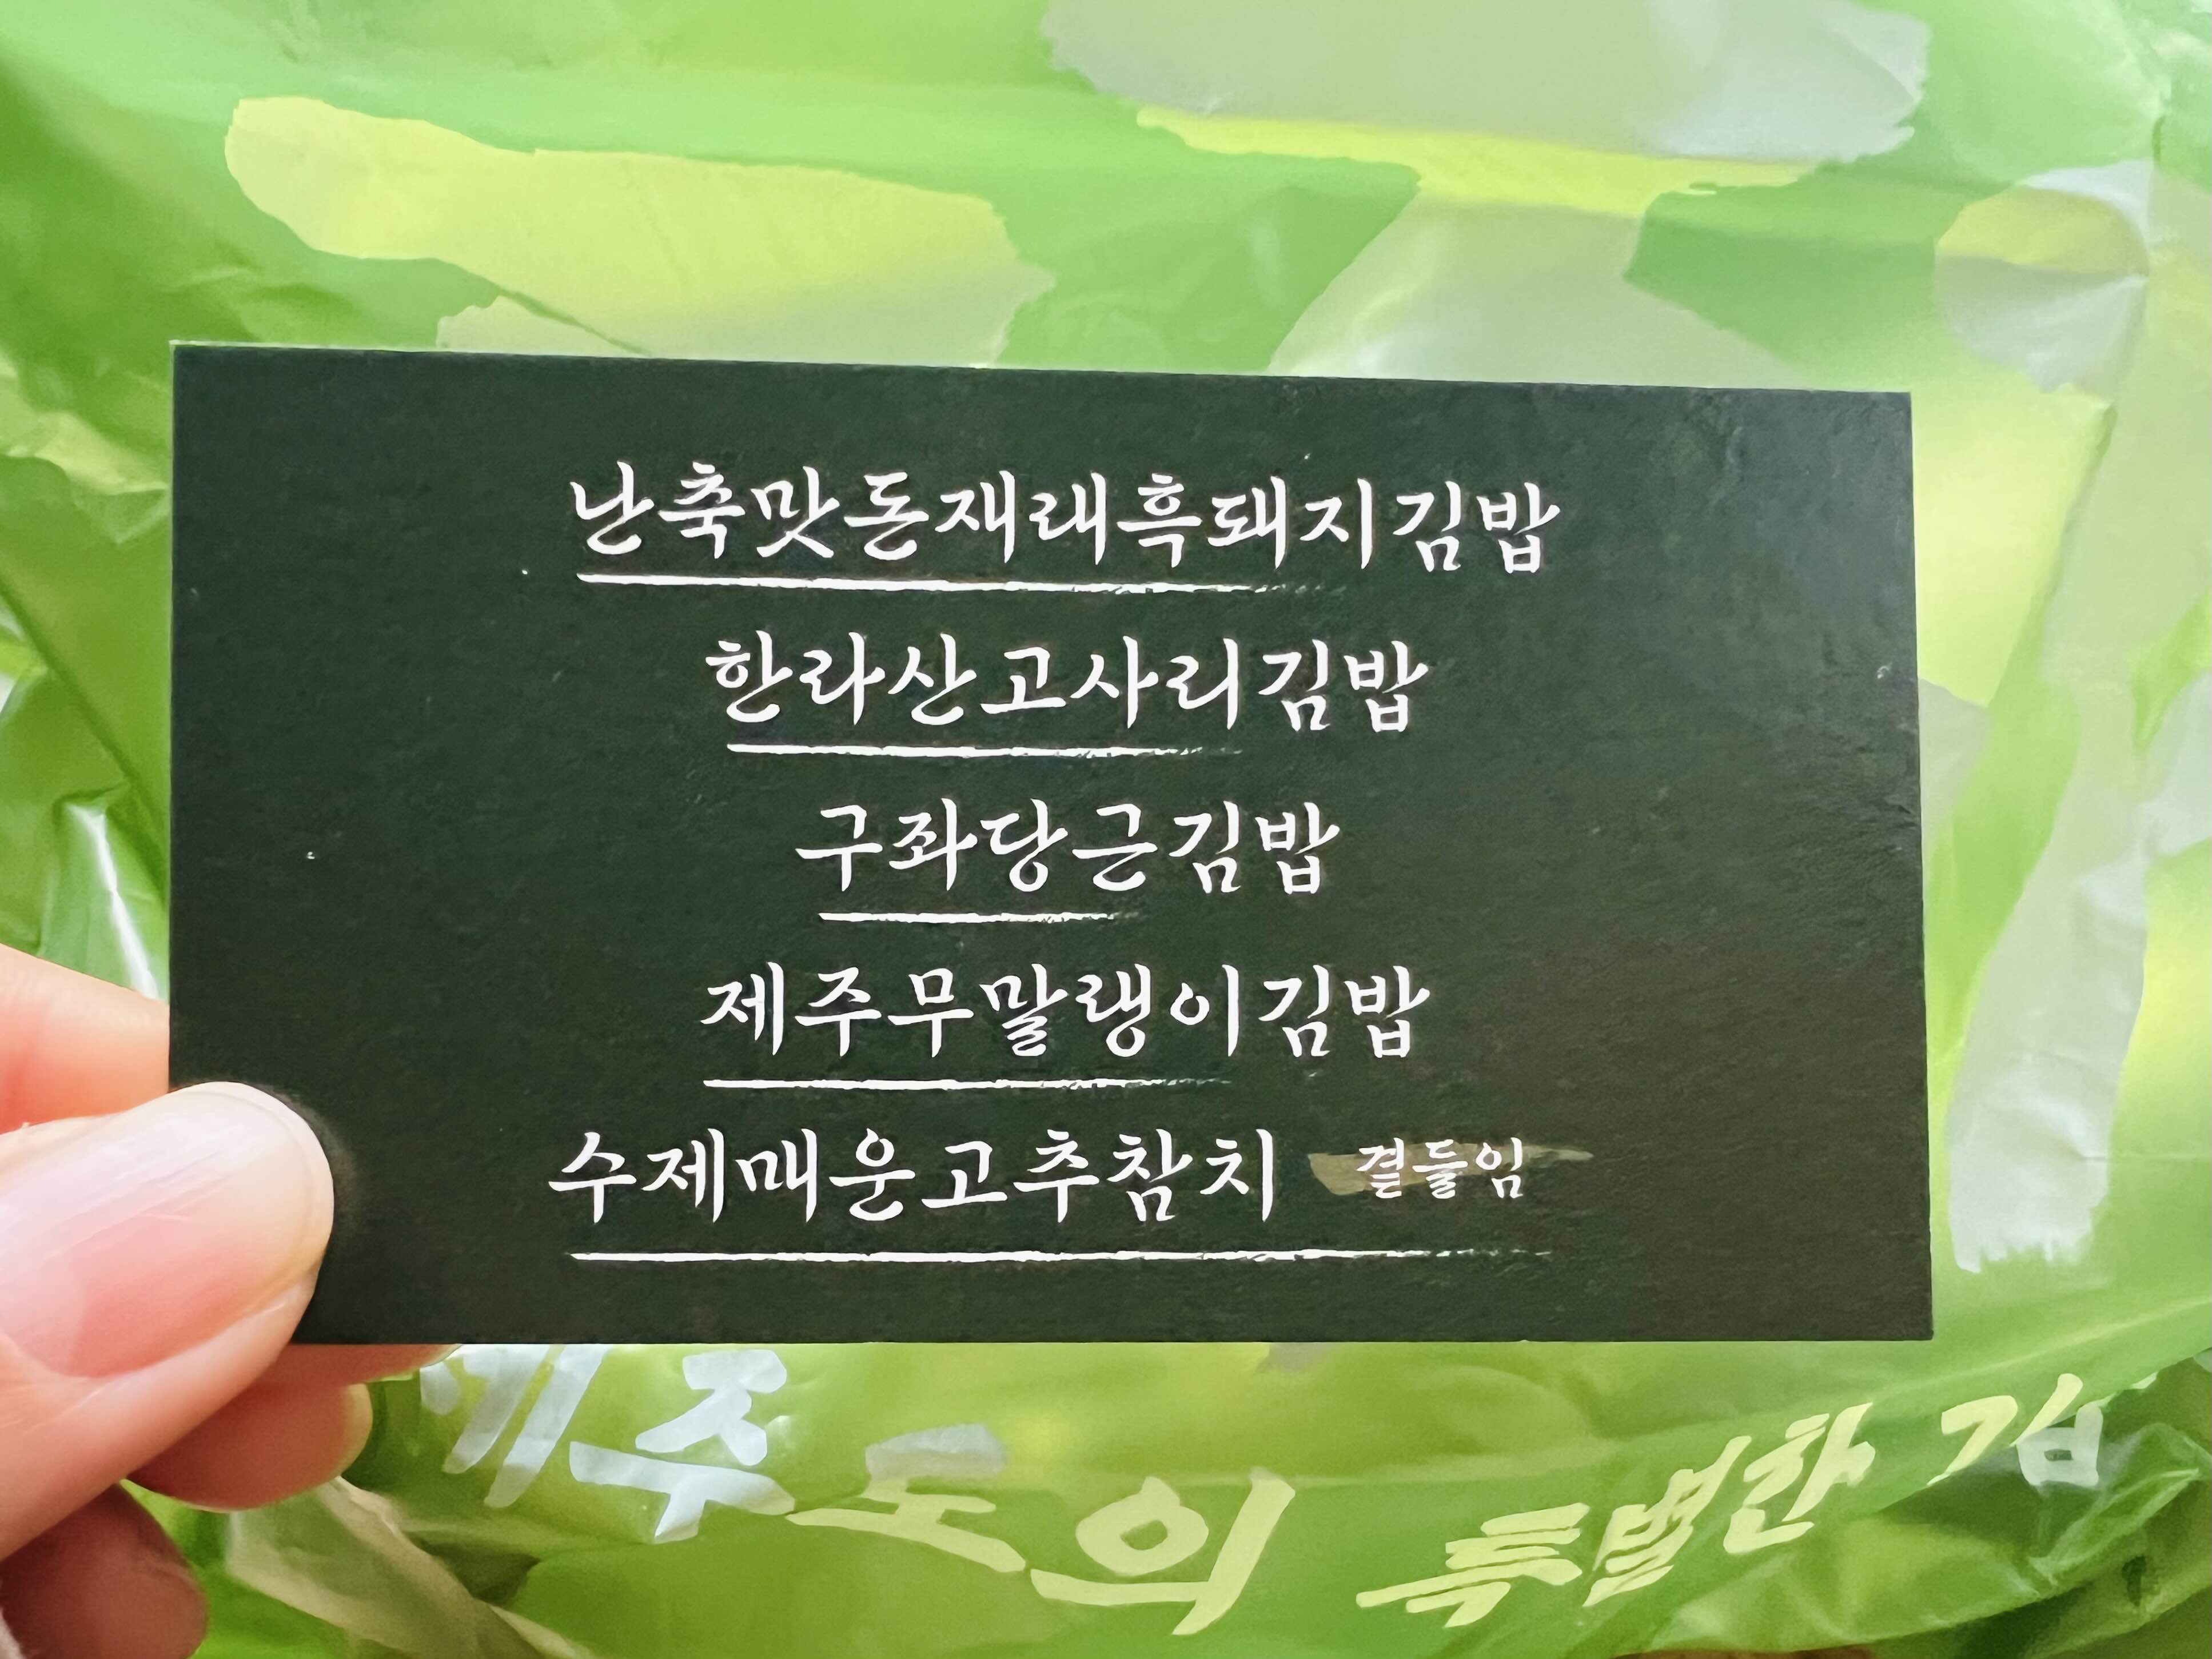 난축맛돈재래흑돼지김밥
한라산고사리김밥
구좌당근김밥
제주무말랭이김밥
수제매운고추참치 곁들임
제주도의 특별한 김